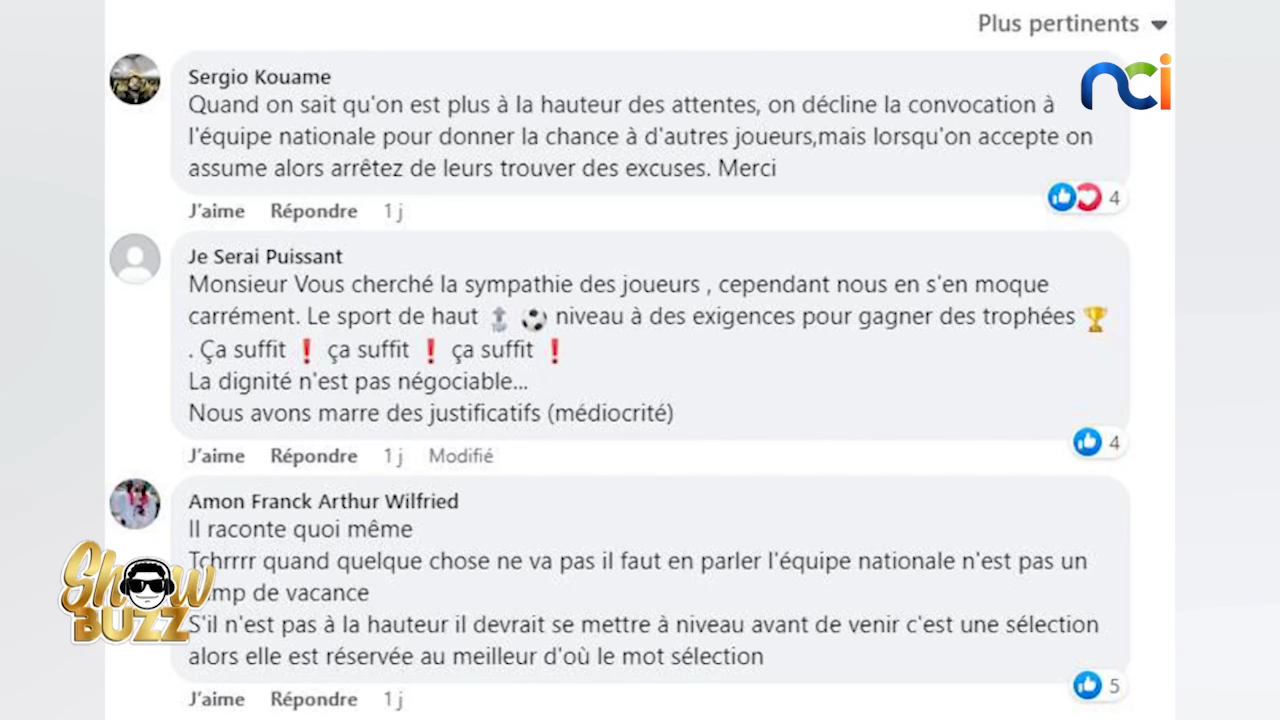 Plus pertinents
nci
Sergio Kouame
Quand on sait qu'on est plus à la hauteur des attentes, on décline la convocation à
l'équipe nationale pour donner la chance à d'autres joueurs,mais lorsqu'on accepte on
assume alors arrêtez de leurs trouver des excuses. Merci
4
J'aime Répondre 1 j
Je Serai Puissant
Monsieur Vous cherché la sympathie des joueurs , cependant nous en s'en moque
carrément. Le sport de haut 🔝 ⚽ niveau à des exigences pour gagner des trophées 🏆
. Ça suffit ❗ ça suffit ❗ ça suffit ❗
La dignité n'est pas négociable...
Nous avons marre des justificatifs (médiocrité)
4
J'aime Répondre 1 j Modifié
Amon Franck Arthur Wilfried
Il raconte quoi même
Tchrrrr quand quelque chose ne va pas il faut en parler l'équipe nationale n'est pas un
de vacance
S'il n'est pas à la hauteur il devrait se mettre à niveau avant de venir c'est une sélection
alors elle est réservée au meilleur d'où le mot sélection
5
J'aime Répondre 1 j
Show
BUZZ